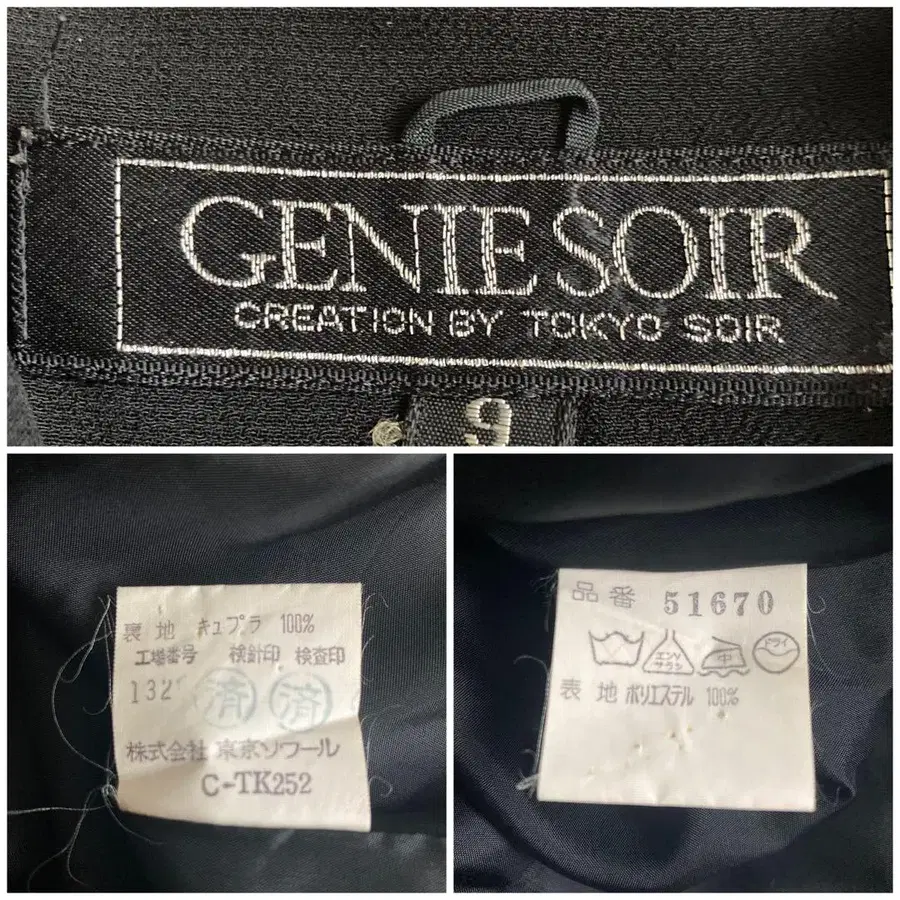 GENIE SOIR
CREATION BY TOKYO SOIR
9
裏地 キュプラ 100%
工場番号 検針印 検査印
132 済 済
株式会社 東京ソワール
C-TK252
品番 51670
エンソ サラシ 中 ドライ
表地 ポリエステル 100%